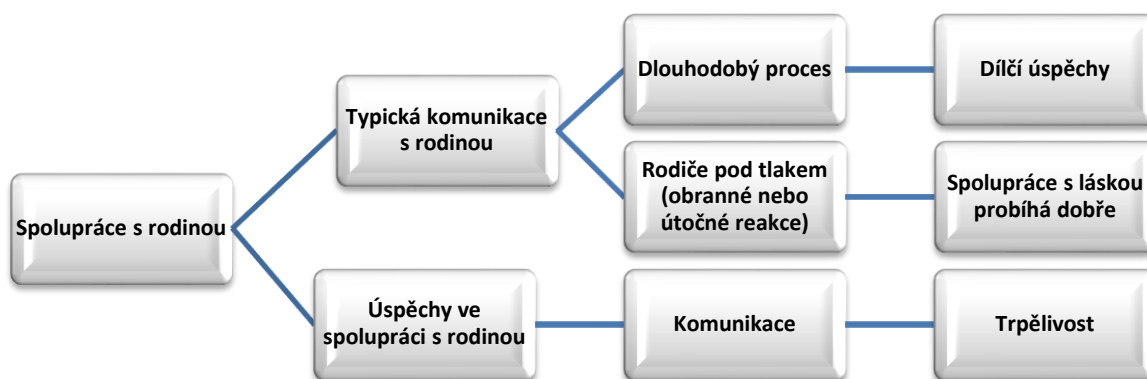 Dlouhodobý proces
Dílčí úspěchy
Typická komunikace
s rodinou
Rodiče pod tlakem
(obranné nebo
útočné reakce)
Spolupráce s láskou
probíhá dobře
Spolupráce s rodinou
Úspěchy ve
spolupráci s rodinou
Komunikace
Trpělivost